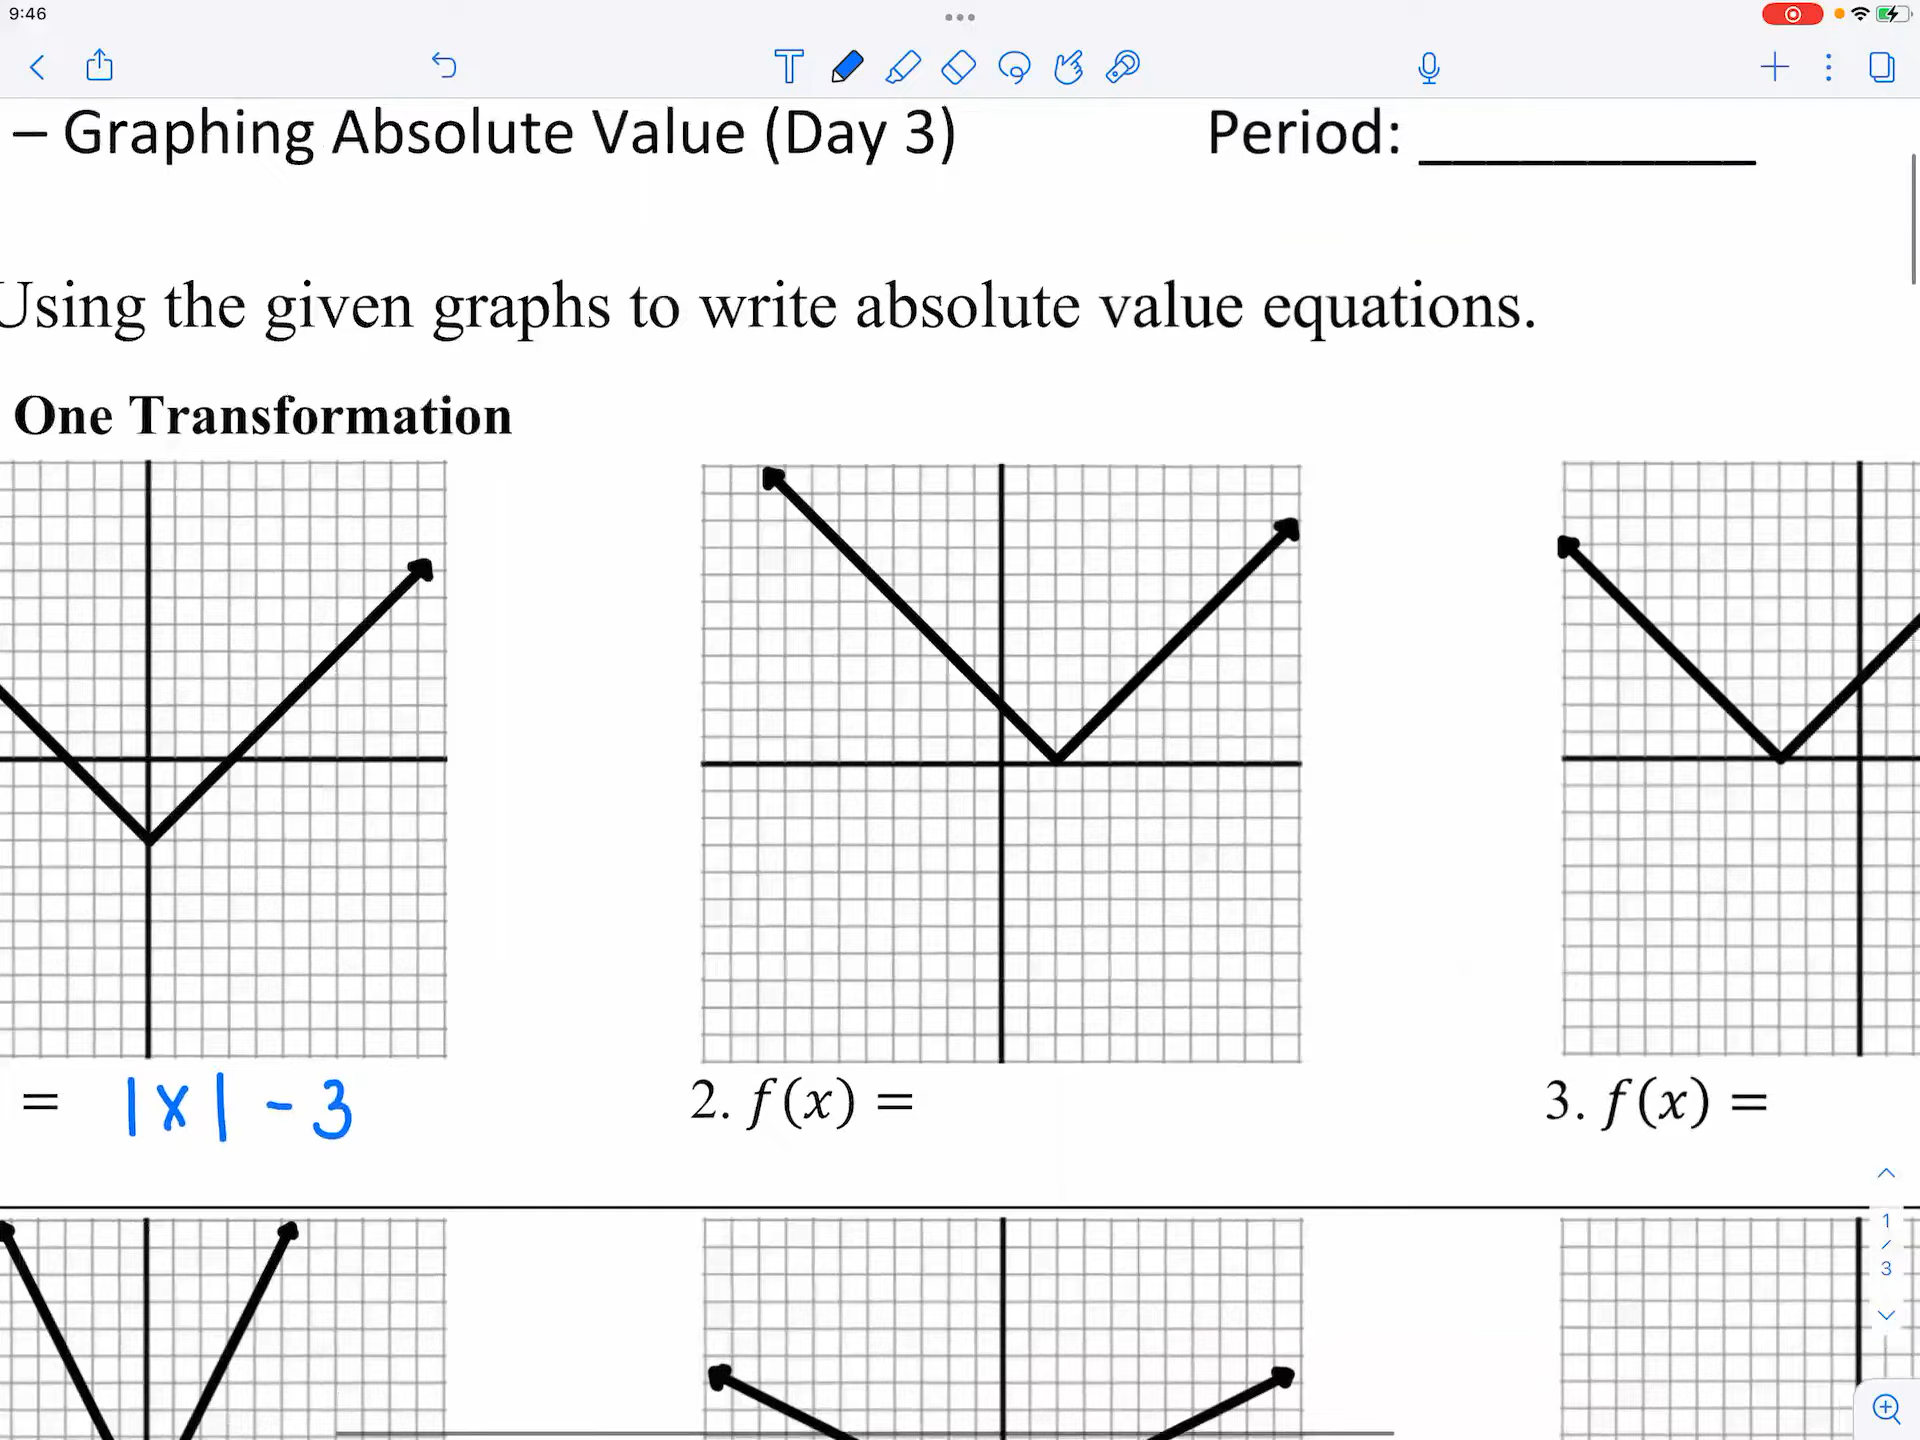 9:46
– Graphing Absolute Value (Day 3) Period: __________
Using the given graphs to write absolute value equations.
One Transformation
= |x| - 3
2. f(x) =
3. f(x) =
1
/
3